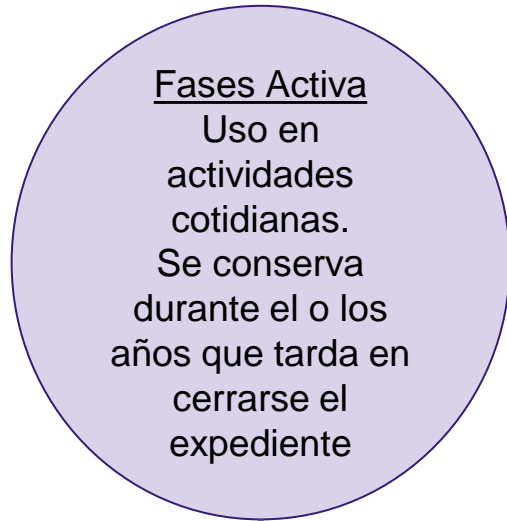 Fases Activa
Uso en
actividades
cotidianas.
Se conserva
durante el o los
años que tarda en
cerrarse el
expediente